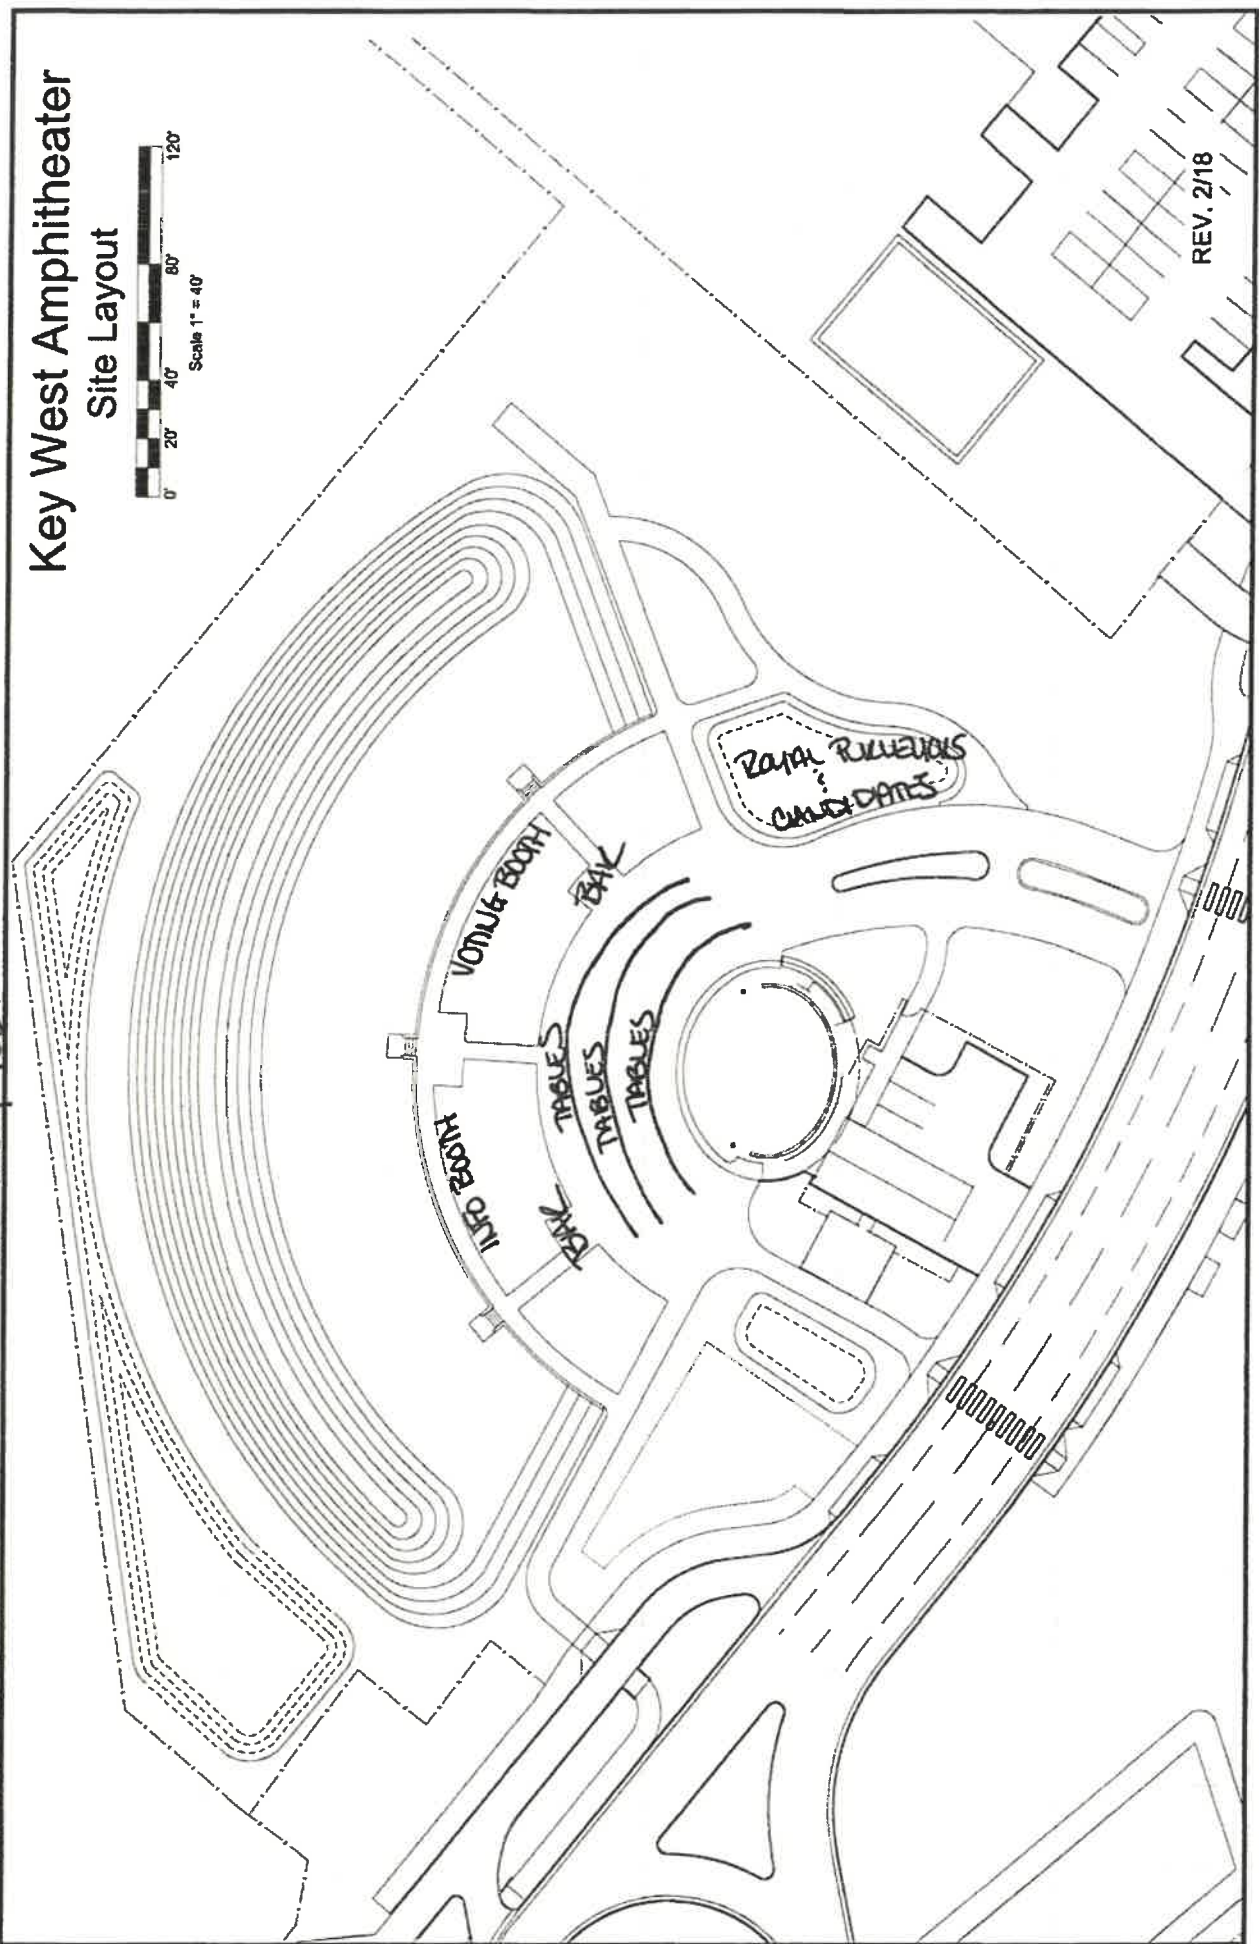 Key West Amphitheater
Site Layout
0' 20' 40' 80' 120'
Scale 1" = 40'
VOTING BOOTH
BAR
INFO BOOTH
BAR
TABLES
TABLES
TABLES
ROYAL
&
CANDIDATES
REV. 2/18